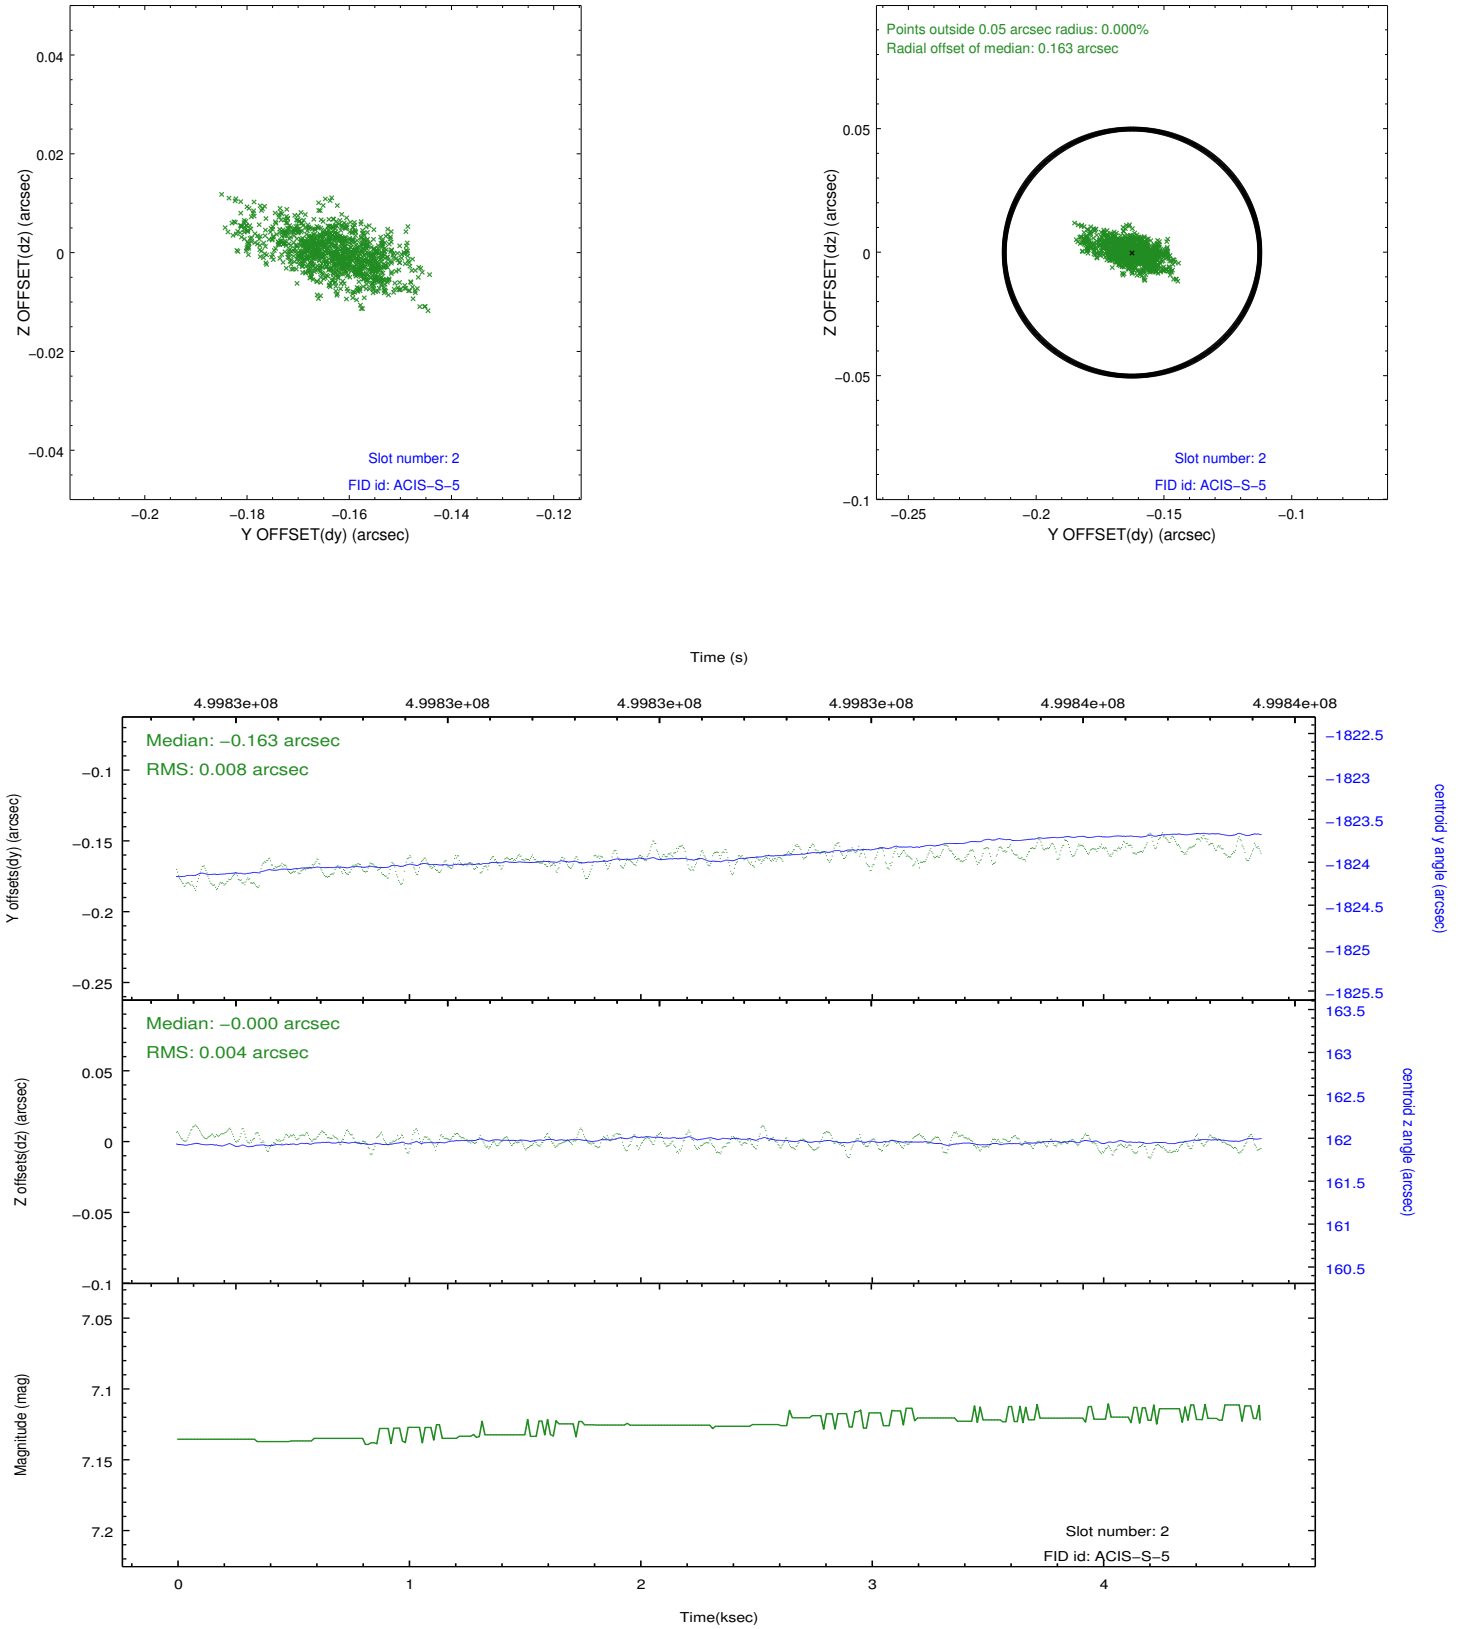 0.04
0.02
0
−0.02
−0.04
Z OFFSET(dz) (arcsec)
Slot number: 2
FID id: ACIS−S−5
−0.2
−0.18
−0.16
−0.14
−0.12
Y OFFSET(dy) (arcsec)
Points outside 0.05 arcsec radius: 0.000%
Radial offset of median: 0.163 arcsec
0.05
0
−0.05
−0.1
Z OFFSET(dz) (arcsec)
Slot number: 2
FID id: ACIS−S−5
−0.25
−0.2
−0.15
−0.1
Y OFFSET(dy) (arcsec)
Time (s)
4.9983e+08
4.9983e+08
4.9983e+08
4.9983e+08
4.9984e+08
4.9984e+08
Median: −0.163 arcsec
RMS: 0.008 arcsec
−0.1
−0.15
−0.2
−0.25
Y offsets(dy) (arcsec)
−1822.5
−1823
−1823.5
−1824
−1824.5
−1825
−1825.5
centroid y angle (arcsec)
Median: −0.000 arcsec
RMS: 0.004 arcsec
0.05
0
−0.05
−0.1
Z offsets(dz) (arcsec)
163.5
163
162.5
162
161.5
161
160.5
centroid z angle (arcsec)
7.05
7.1
7.15
7.2
Magnitude (mag)
Slot number: 2
FID id: ACIS−S−5
0
1
2
3
4
Time(ksec)